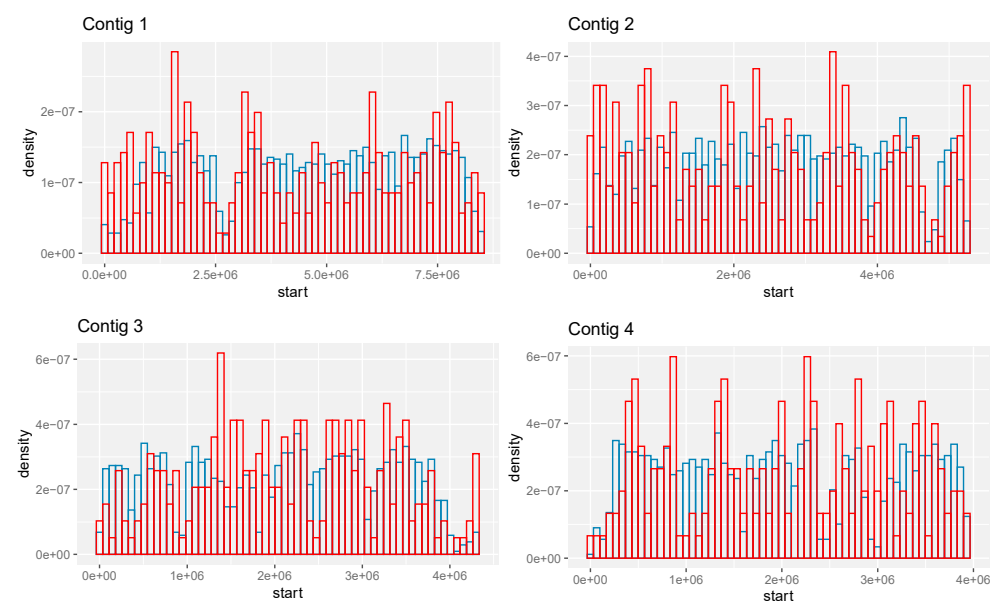 Contig 1
density
2e−07
1e−07
0e+00
0.0e+00 2.5e+06 5.0e+06 7.5e+06
start
Contig 2
density
4e−07
3e−07
2e−07
1e−07
0e+00
0e+00 2e+06 4e+06
start
Contig 3
density
6e−07
4e−07
2e−07
0e+00
0e+00 1e+06 2e+06 3e+06 4e+06
start
Contig 4
density
6e−07
4e−07
2e−07
0e+00
0e+00 1e+06 2e+06 3e+06 4e+06
start